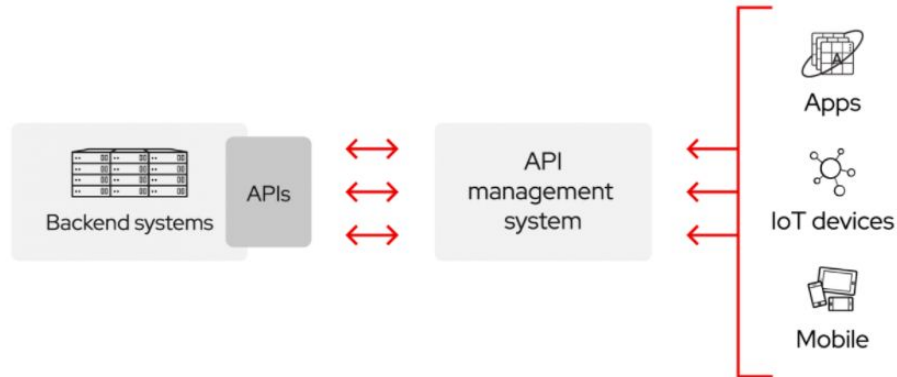 Backend systems
APIs
API
management
system
Apps
IoT devices
Mobile